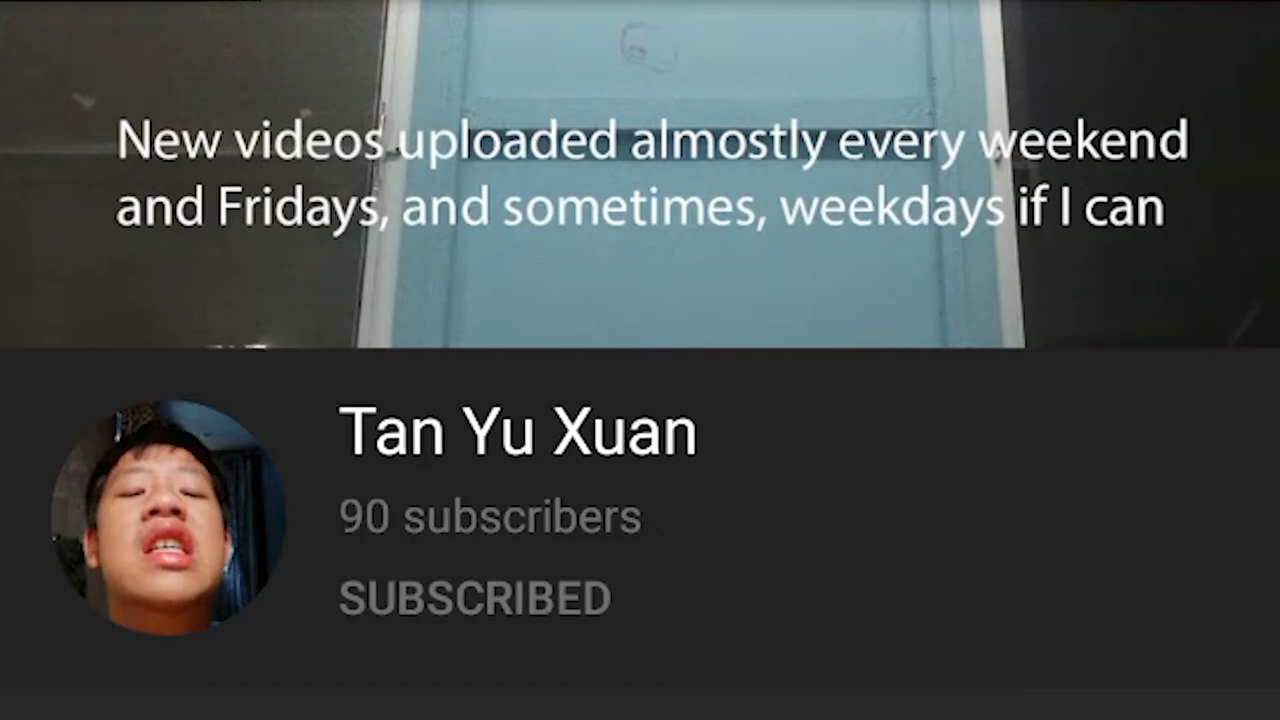 New videos uploaded almostly every weekend
and Fridays, and sometimes, weekdays if I can
Tan Yu Xuan
90 subscribers
SUBSCRIBED